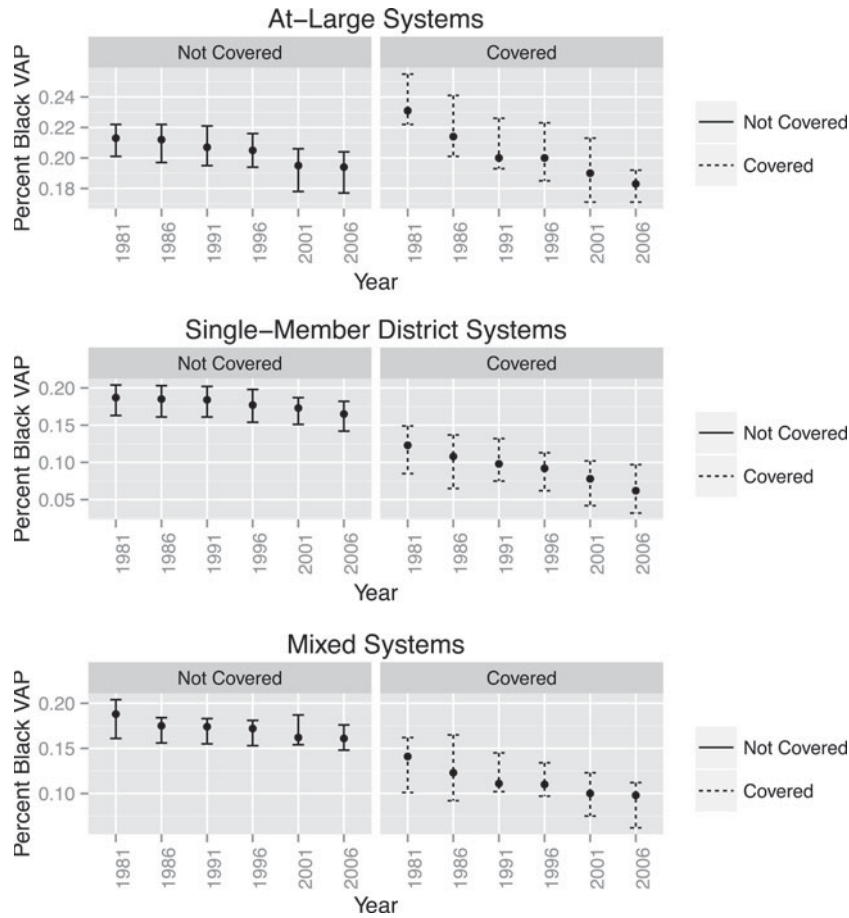 At−Large Systems
Not Covered
Covered
Percent Black VAP
0.24
0.22
0.20
0.18
1981
1986
1991
1996
2001
2006
1981
1986
1991
1996
2001
2006
Year
Not Covered
Covered
Single−Member District Systems
Not Covered
Covered
Percent Black VAP
0.20
0.15
0.10
0.05
1981
1986
1991
1996
2001
2006
1981
1986
1991
1996
2001
2006
Year
Not Covered
Covered
Mixed Systems
Not Covered
Covered
Percent Black VAP
0.20
0.15
0.10
1981
1986
1991
1996
2001
2006
1981
1986
1991
1996
2001
2006
Year
Not Covered
Covered